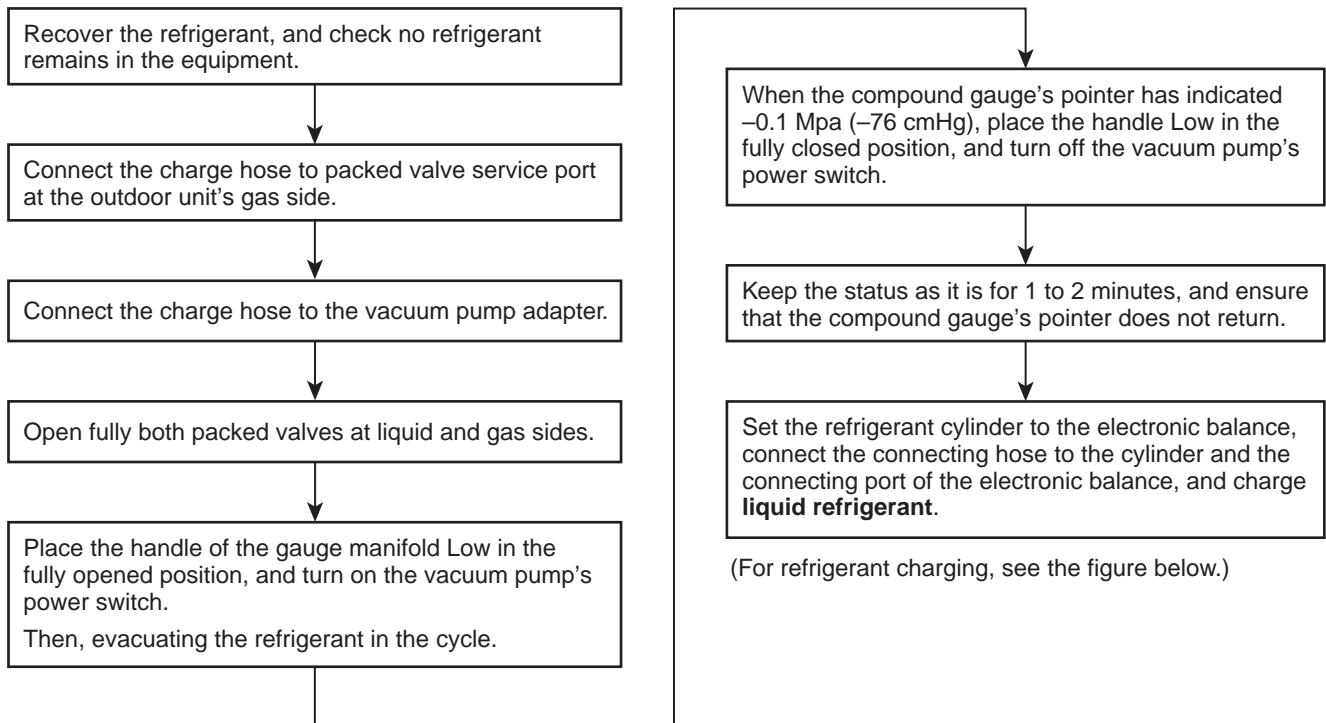 Recover the refrigerant, and check no refrigerant
remains in the equipment.
Connect the charge hose to packed valve service port
at the outdoor unit's gas side.
Connect the charge hose to the vacuum pump adapter.
Open fully both packed valves at liquid and gas sides.
Place the handle of the gauge manifold Low in the
fully opened position, and turn on the vacuum pump's
power switch.
Then, evacuating the refrigerant in the cycle.
When the compound gauge's pointer has indicated
–0.1 Mpa (–76 cmHg), place the handle Low in the
fully closed position, and turn off the vacuum pump's
power switch.
Keep the status as it is for 1 to 2 minutes, and ensure
that the compound gauge's pointer does not return.
Set the refrigerant cylinder to the electronic balance,
connect the connecting hose to the cylinder and the
connecting port of the electronic balance, and charge
liquid refrigerant.
(For refrigerant charging, see the figure below.)